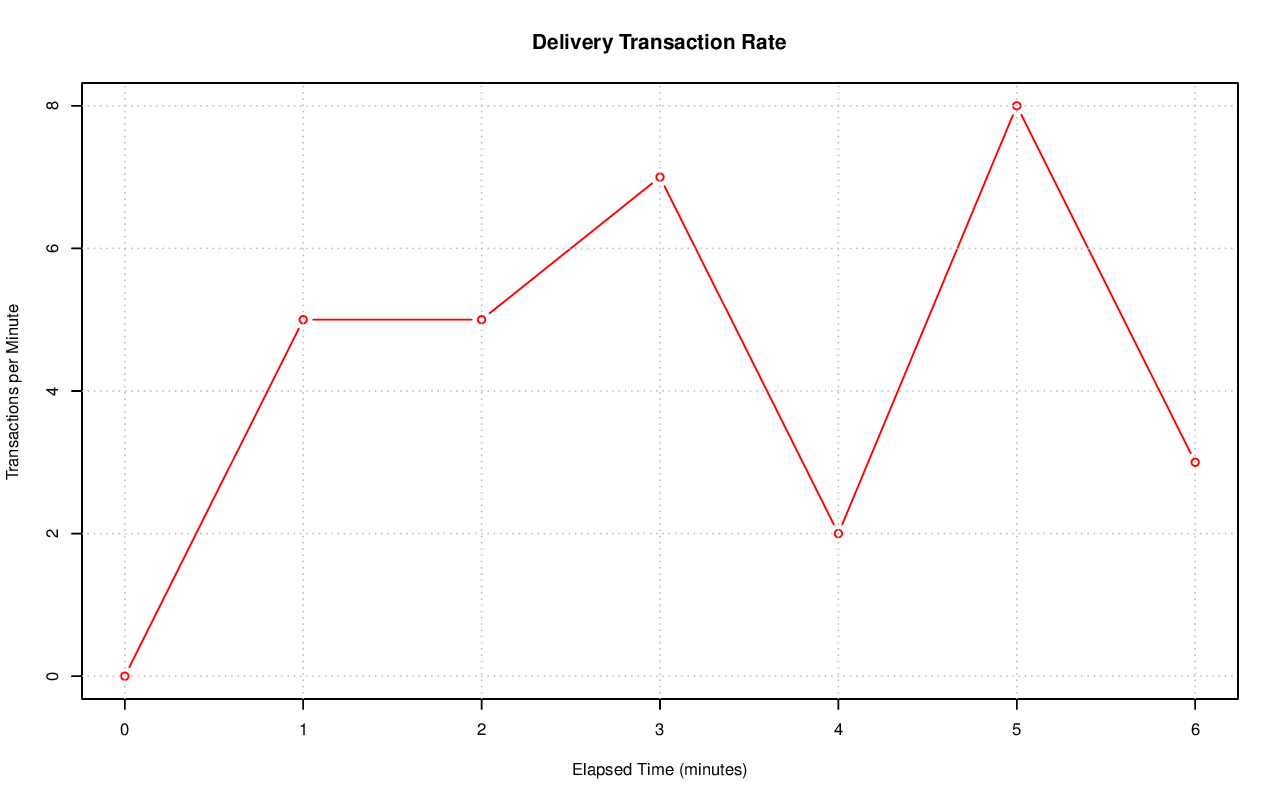 Delivery Transaction Rate
Transactions per Minute
8
6
4
2
0
0 1 2 3 4 5 6
Elapsed Time (minutes)